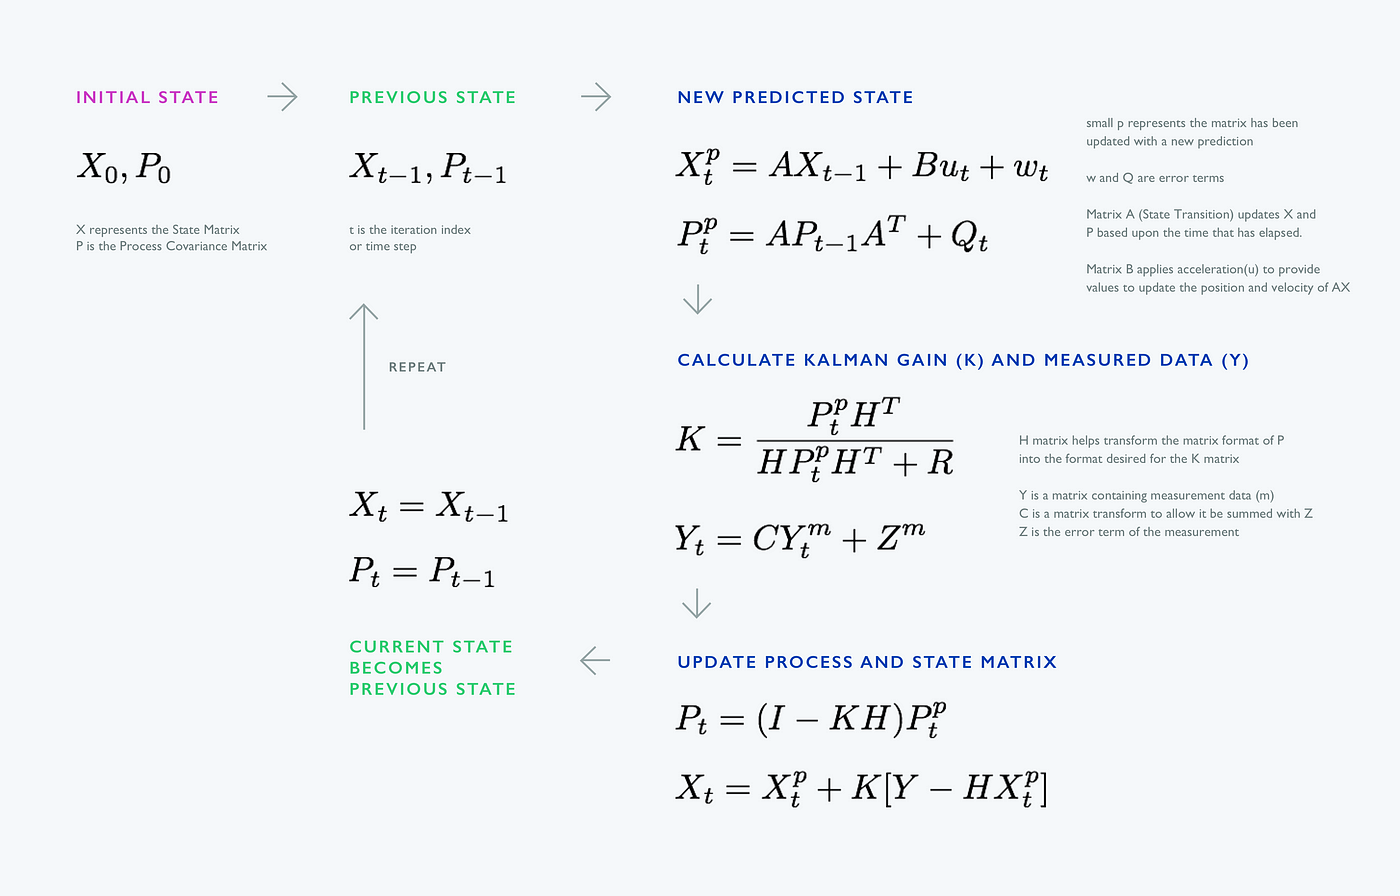 INITIAL STATE
X_0, P_0
X represents the State Matrix
P is the Process Covariance Matrix
PREVIOUS STATE
X_{t-1}, P_{t-1}
t is the iteration index
or time step
NEW PREDICTED STATE
X_t^p = AX_{t-1} + Bu_t + w_t
P_t^p = AP_{t-1}A^T + Q_t
small p represents the matrix has been
updated with a new prediction
w and Q are error terms
Matrix A (State Transition) updates X and
P based upon the time that has elapsed.
Matrix B applies acceleration(u) to provide
values to update the position and velocity of AX
CALCULATE KALMAN GAIN (K) AND MEASURED DATA (Y)
K = \frac{P_t^p H^T}{HP_t^p H^T + R}
Y_t = CY_t^m + Z^m
H matrix helps transform the matrix format of P
into the format desired for the K matrix
Y is a matrix containing measurement data (m)
C is a matrix transform to allow it be summed with Z
Z is the error term of the measurement
UPDATE PROCESS AND STATE MATRIX
P_t = (I - KH)P_t^p
X_t = X_t^p + K[Y - HX_t^p]
CURRENT STATE
BECOMES
PREVIOUS STATE
X_t = X_{t-1}
P_t = P_{t-1}
REPEAT